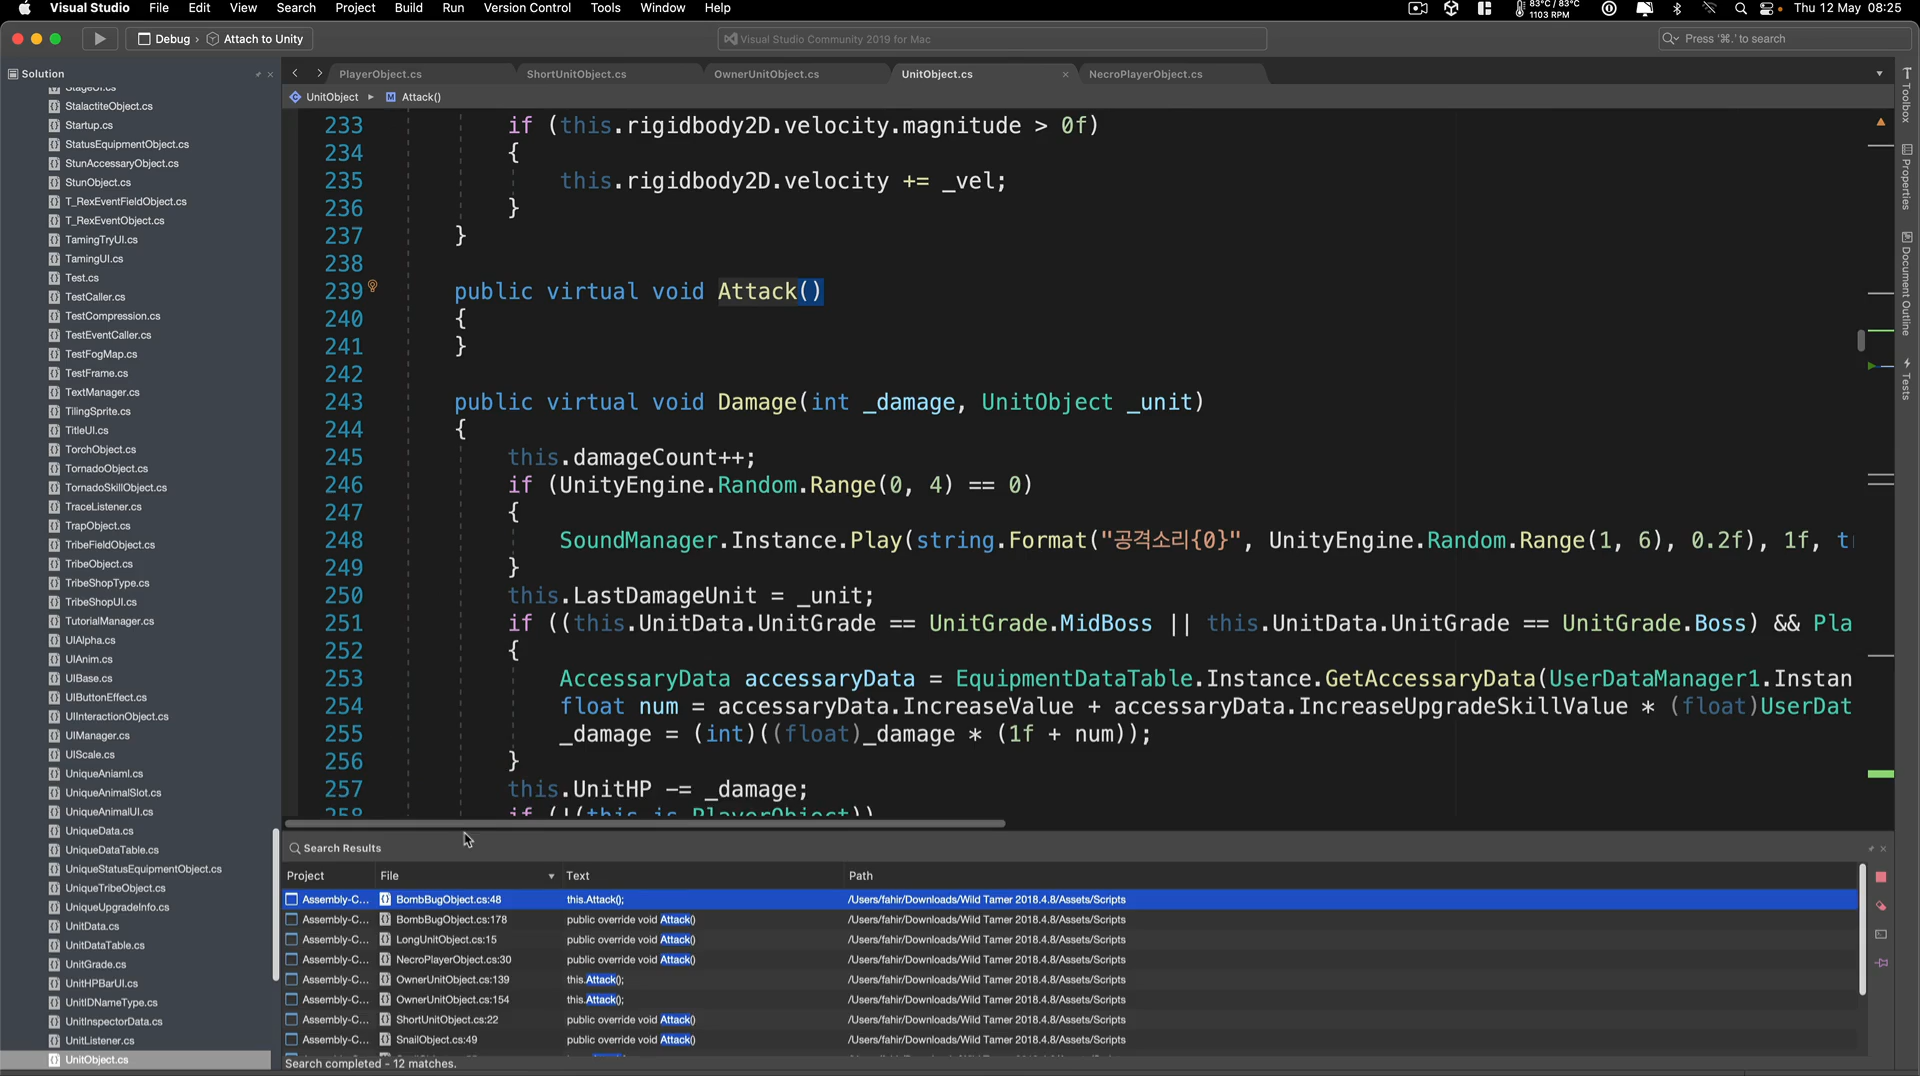 Visual Studio File Edit View Search Project Build Run Version Control Tools Window Help 83°C / 83°C 1103 RPM Thu 12 May 08:25
Debug › Attach to Unity Visual Studio Community 2019 for Mac Press '⌘.' to search
Solution
StageUI.cs
StalactiteObject.cs
Startup.cs
StatusEquipmentObject.cs
StunAccessaryObject.cs
StunObject.cs
T_RexEventFieldObject.cs
T_RexEventObject.cs
TamingTryUI.cs
TamingUI.cs
Test.cs
TestCaller.cs
TestCompression.cs
TestEventCaller.cs
TestFogMap.cs
TestFrame.cs
TextManager.cs
TilingSprite.cs
TitleUI.cs
TorchObject.cs
TornadoObject.cs
TornadoSkillObject.cs
TraceListener.cs
TrapObject.cs
TribeFieldObject.cs
TribeObject.cs
TribeShopType.cs
TribeShopUI.cs
TutorialManager.cs
UIAlpha.cs
UIAnim.cs
UIBase.cs
UIButtonEffect.cs
UIInteractionObject.cs
UIManager.cs
UIScale.cs
UniqueAniaml.cs
UniqueAnimalSlot.cs
UniqueAnimalUI.cs
UniqueData.cs
UniqueDataTable.cs
UniqueStatusEquipmentObject.cs
UniqueTribeObject.cs
UniqueUpgradeInfo.cs
UnitData.cs
UnitDataTable.cs
UnitGrade.cs
UnitHPBarUI.cs
UnitIDNameType.cs
UnitInspectorData.cs
UnitListener.cs
UnitObject.cs
PlayerObject.cs ShortUnitObject.cs OwnerUnitObject.cs UnitObject.cs NecroPlayerObject.cs
UnitObject Attack()
233 if (this.rigidbody2D.velocity.magnitude > 0f)
234 {
235 this.rigidbody2D.velocity += _vel;
236 }
237 }
238
239 public virtual void Attack()
240 {
241 }
242
243 public virtual void Damage(int _damage, UnitObject _unit)
244 {
245 this.damageCount++;
246 if (UnityEngine.Random.Range(0, 4) == 0)
247 {
248 SoundManager.Instance.Play(string.Format("공격소리{0}", UnityEngine.Random.Range(1, 6), 0.2f), 1f, t
249 }
250 this.LastDamageUnit = _unit;
251 if ((this.UnitData.UnitGrade == UnitGrade.MidBoss || this.UnitData.UnitGrade == UnitGrade.Boss) && Pla
252 {
253 AccessaryData accessaryData = EquipmentDataTable.Instance.GetAccessaryData(UserDataManager1.Instan
254 float num = accessaryData.IncreaseValue + accessaryData.IncreaseUpgradeSkillValue * (float)UserDat
255 _damage = (int)((float)_damage * (1f + num));
256 }
257 this.UnitHP -= _damage;
258 if (!(this is PlayerObject))
Toolbox
Properties
Document Outline
Tests
Search Results
Project File Text Path
Assembly-C... BombBugObject.cs:48 this.Attack(); /Users/fahir/Downloads/Wild Tamer 2018.4.8/Assets/Scripts
Assembly-C... BombBugObject.cs:178 public override void Attack() /Users/fahir/Downloads/Wild Tamer 2018.4.8/Assets/Scripts
Assembly-C... LongUnitObject.cs:15 public override void Attack() /Users/fahir/Downloads/Wild Tamer 2018.4.8/Assets/Scripts
Assembly-C... NecroPlayerObject.cs:30 public override void Attack() /Users/fahir/Downloads/Wild Tamer 2018.4.8/Assets/Scripts
Assembly-C... OwnerUnitObject.cs:139 this.Attack(); /Users/fahir/Downloads/Wild Tamer 2018.4.8/Assets/Scripts
Assembly-C... OwnerUnitObject.cs:154 this.Attack(); /Users/fahir/Downloads/Wild Tamer 2018.4.8/Assets/Scripts
Assembly-C... ShortUnitObject.cs:22 public override void Attack() /Users/fahir/Downloads/Wild Tamer 2018.4.8/Assets/Scripts
Assembly-C... SnailObject.cs:49 public override void Attack() /Users/fahir/Downloads/Wild Tamer 2018.4.8/Assets/Scripts
Search completed - 12 matches.